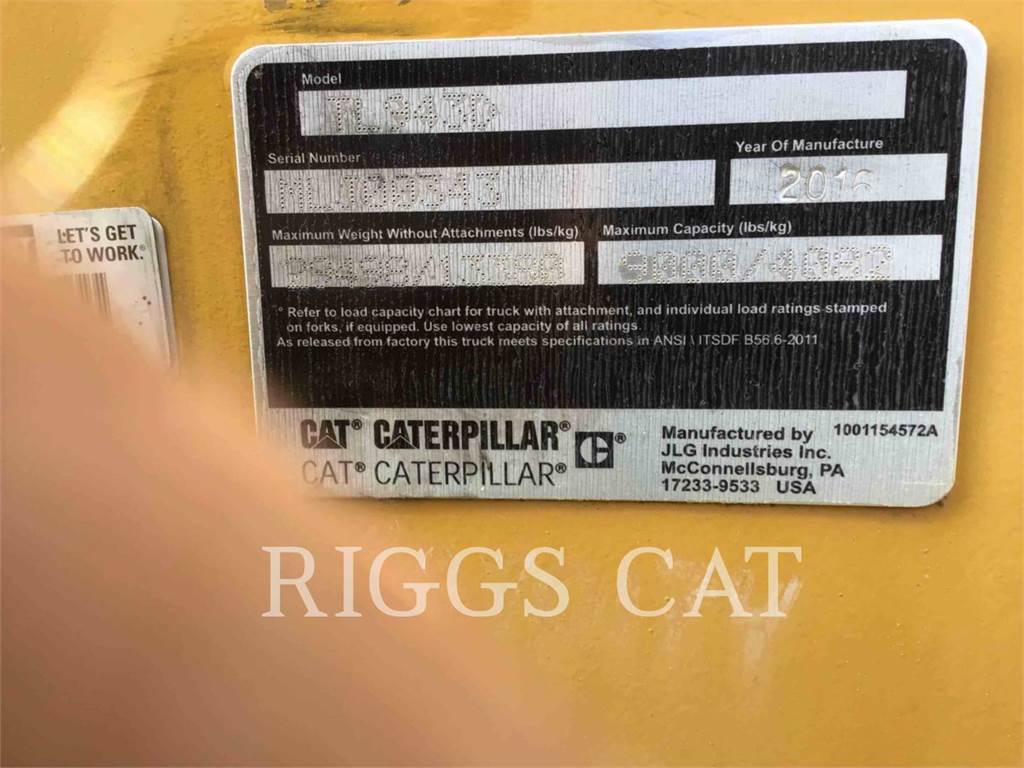 Model
TL943D
Serial Number
Year Of Manufacture
2016
Maximum Weight Without Attachments (lbs/kg)
Maximum Capacity (lbs/kg)
9000/4082
* Refer to load capacity chart for truck with attachment, and individual load ratings stamped
on forks, if equipped. Use lowest capacity of all ratings.
As released from factory this truck meets specifications in ANSI \ ITSDF B56.6-2011
CAT® CATERPILLAR® C®
CAT® CATERPILLAR®
Manufactured by 1001154572A
JLG Industries Inc.
McConnellsburg, PA
17233-9533 USA
LET'S GET
TO WORK.®
RIGGS CAT